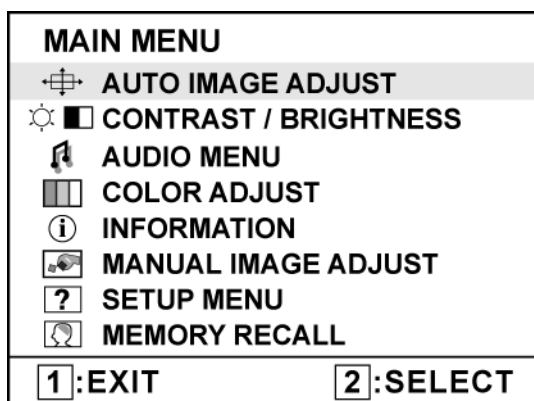 MAIN MENU
AUTO IMAGE ADJUST
CONTRAST / BRIGHTNESS
AUDIO MENU
COLOR ADJUST
i INFORMATION
MANUAL IMAGE ADJUST
? SETUP MENU
MEMORY RECALL
1:EXIT 2:SELECT